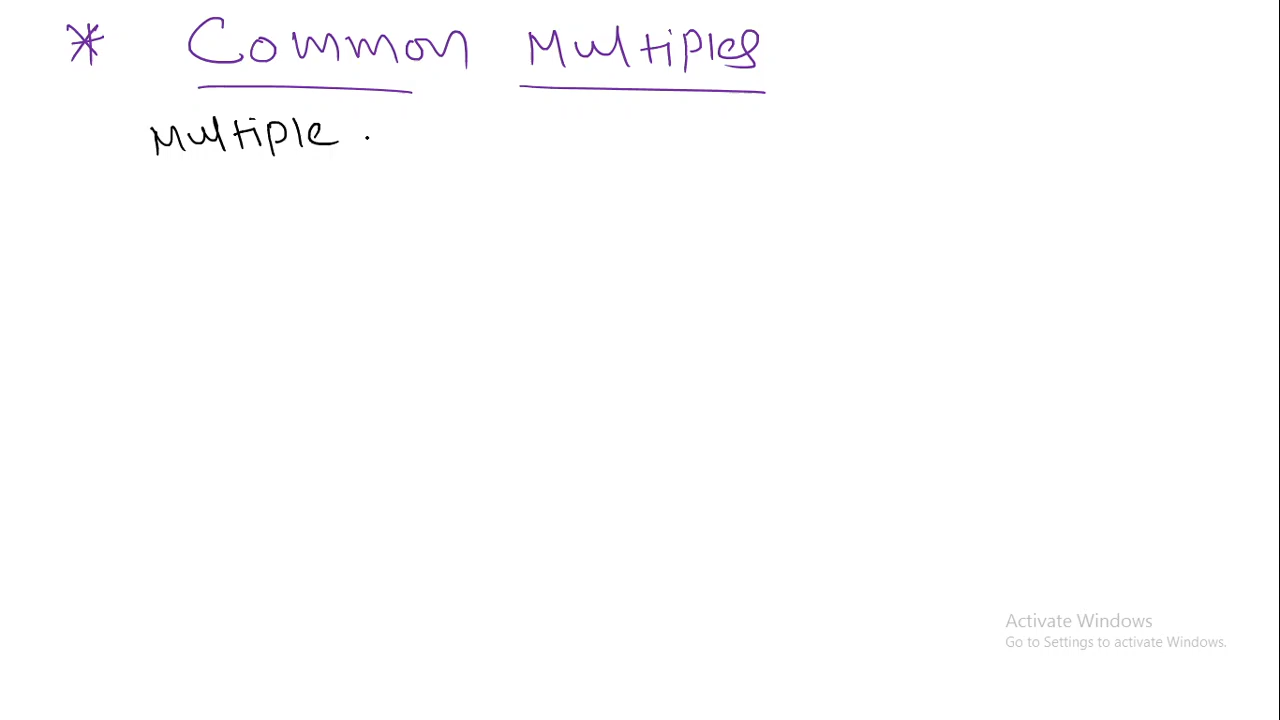 * Common Multiples
Multiple .
Activate Windows
Go to Settings to activate Windows.